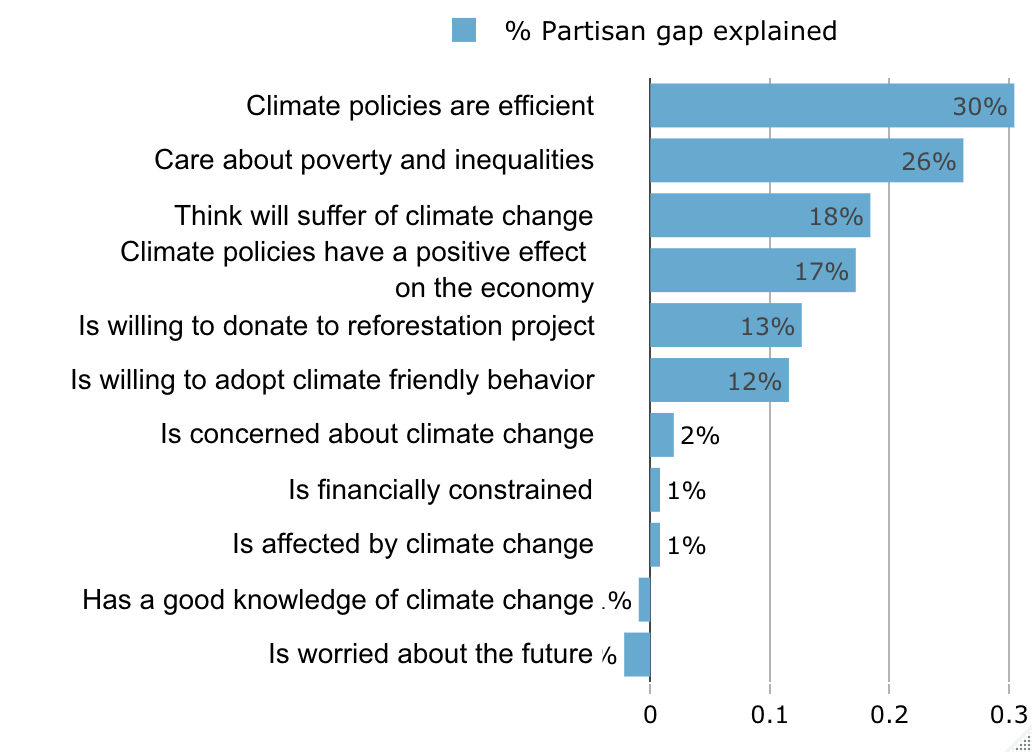 % Partisan gap explained
Climate policies are efficient 30%
Care about poverty and inequalities 26%
Think will suffer of climate change 18%
Climate policies have a positive effect
on the economy 17%
Is willing to donate to reforestation project 13%
Is willing to adopt climate friendly behavior 12%
Is concerned about climate change 2%
Is financially constrained 1%
Is affected by climate change 1%
Has a good knowledge of climate change %
Is worried about the future %
0 0.1 0.2 0.3